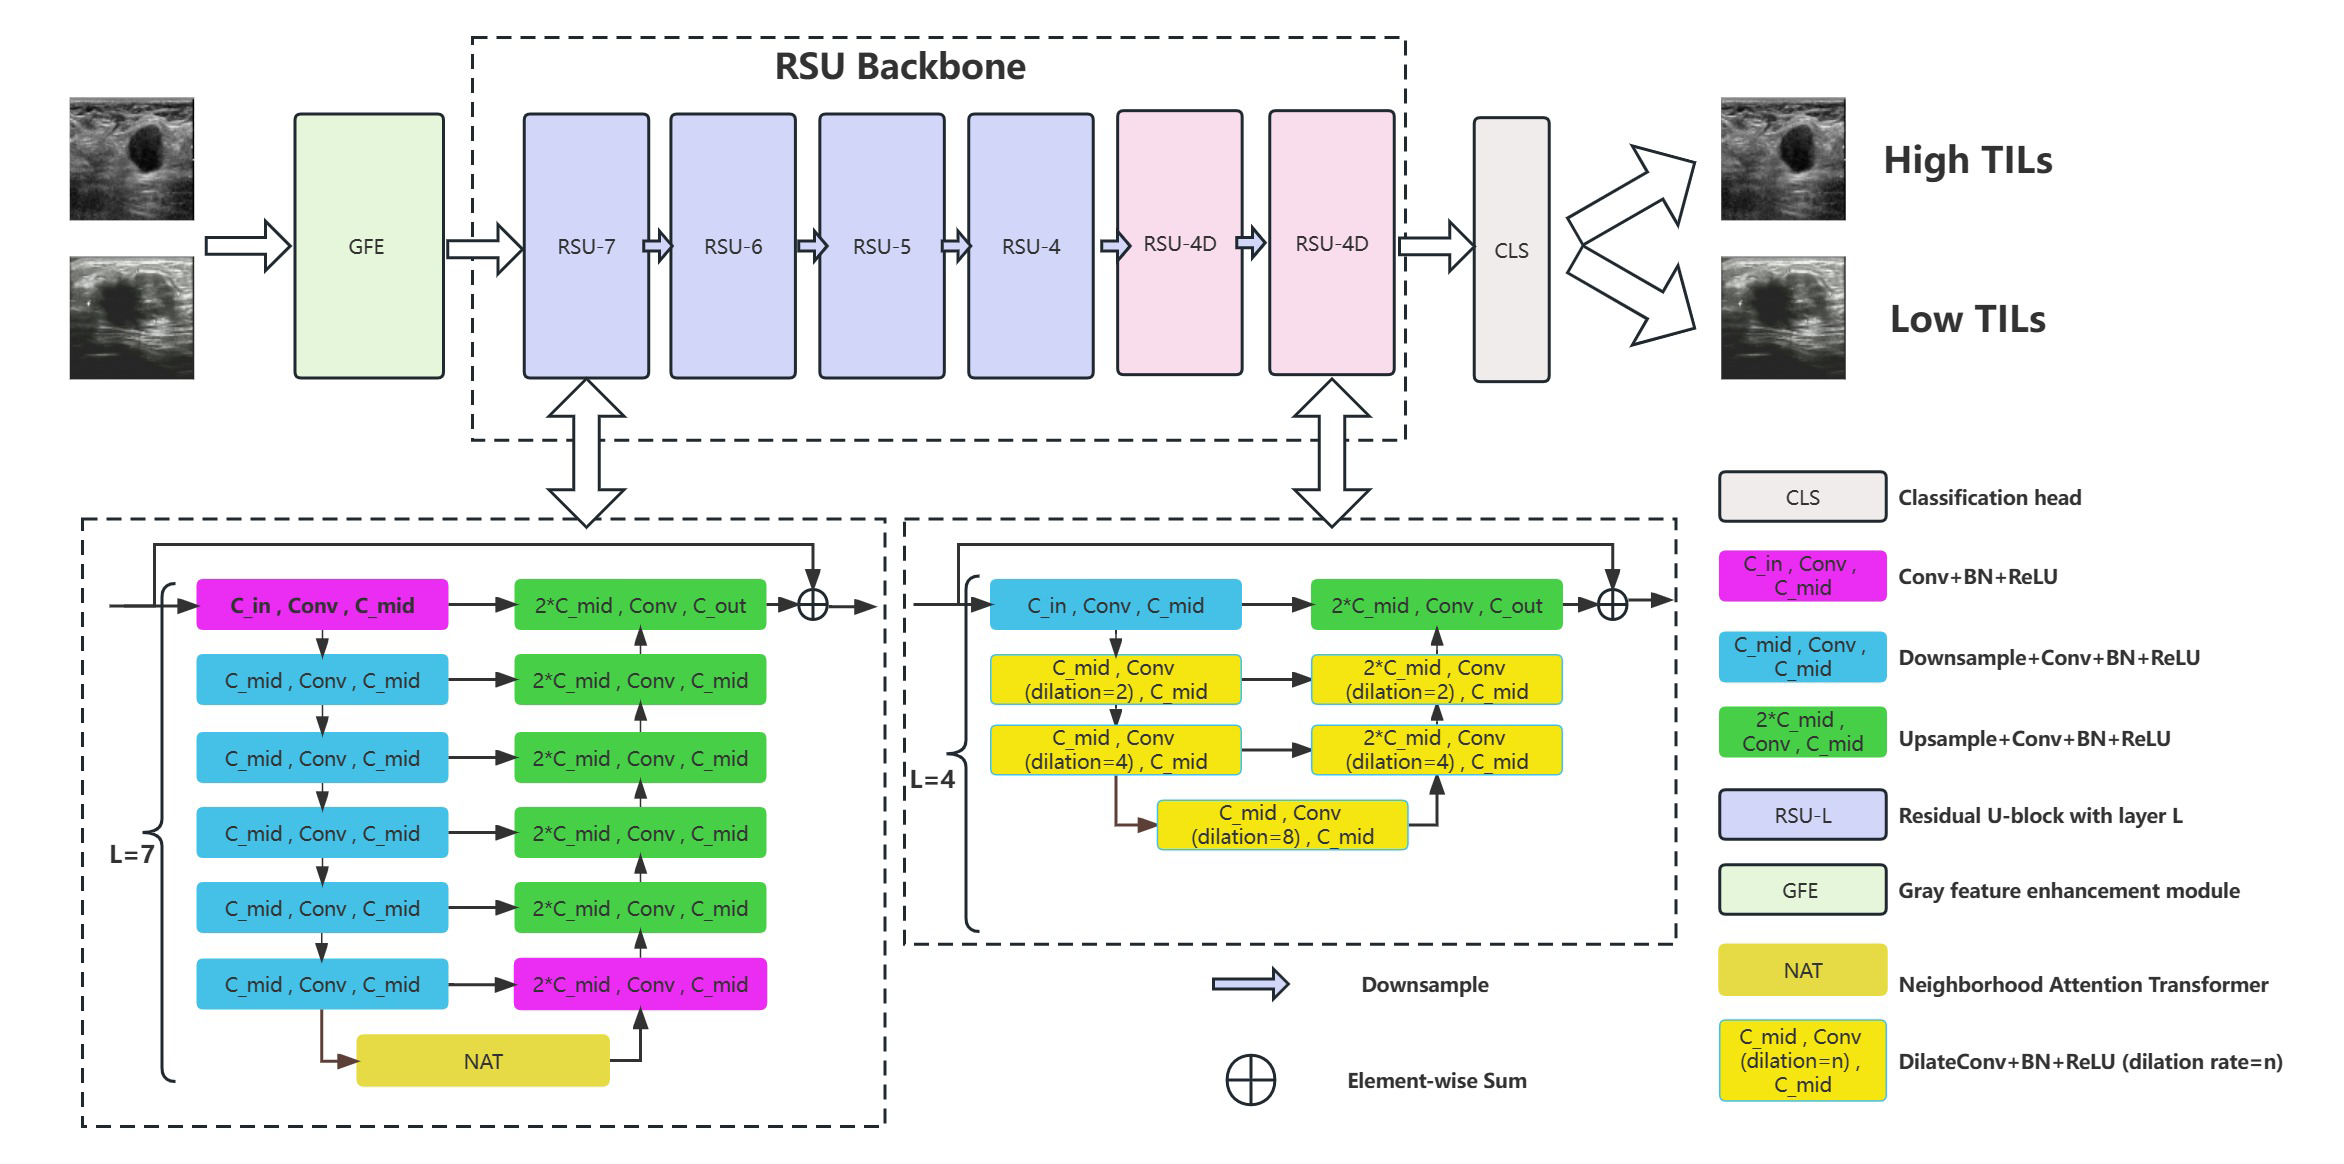 RSU Backbone
GFE
RSU-7
RSU-6
RSU-5
RSU-4
RSU-4D
RSU-4D
CLS
High TILs
Low TILs
L=7
C_in , Conv , C_mid
2*C_mid , Conv , C_out
C_mid , Conv , C_mid
2*C_mid , Conv , C_mid
C_mid , Conv , C_mid
2*C_mid , Conv , C_mid
C_mid , Conv , C_mid
2*C_mid , Conv , C_mid
C_mid , Conv , C_mid
2*C_mid , Conv , C_mid
C_mid , Conv , C_mid
2*C_mid , Conv , C_mid
NAT
L=4
C_in , Conv , C_mid
2*C_mid , Conv , C_out
C_mid , Conv
(dilation=2) , C_mid
2*C_mid , Conv
(dilation=2) , C_mid
C_mid , Conv
(dilation=4) , C_mid
2*C_mid , Conv
(dilation=4) , C_mid
C_mid , Conv
(dilation=8) , C_mid
Downsample
Element-wise Sum
CLS
Classification head
C_in , Conv ,
C_mid
Conv+BN+ReLU
C_mid , Conv ,
C_mid
Downsample+Conv+BN+ReLU
2*C_mid ,
Conv , C_mid
Upsample+Conv+BN+ReLU
RSU-L
Residual U-block with layer L
GFE
Gray feature enhancement module
NAT
Neighborhood Attention Transformer
C_mid , Conv
(dilation=n) ,
C_mid
DilateConv+BN+ReLU (dilation rate=n)